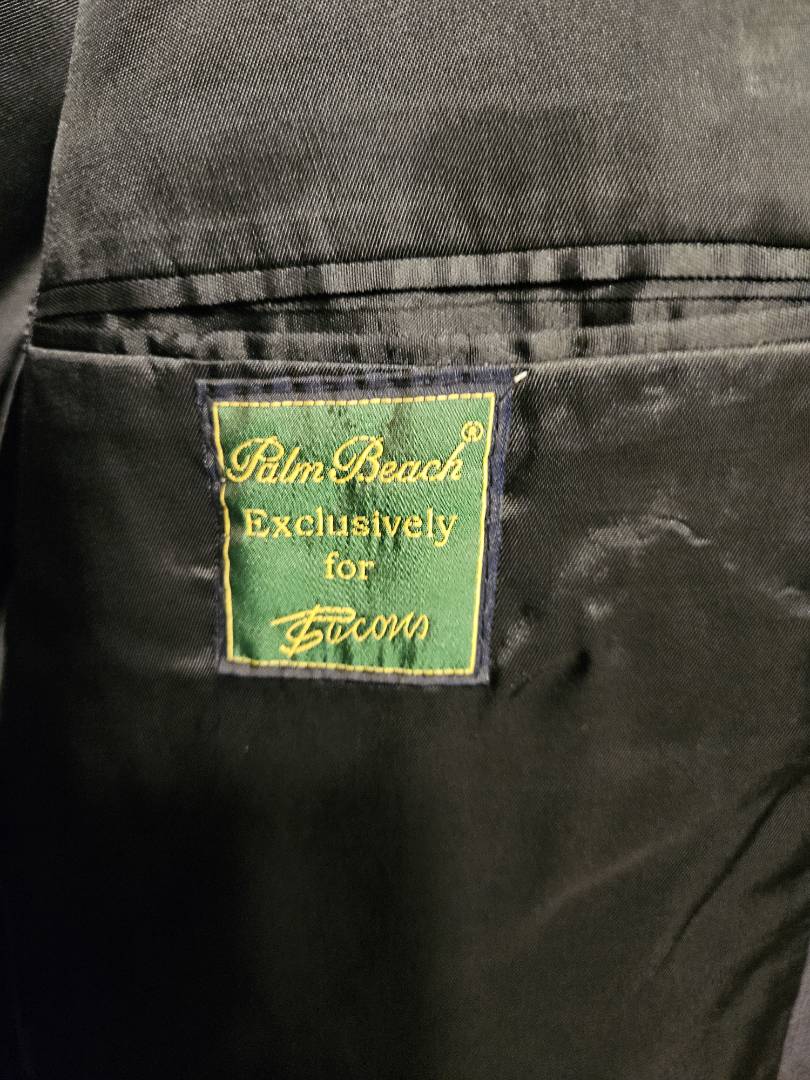 Palm Beach ®
Exclusively
for